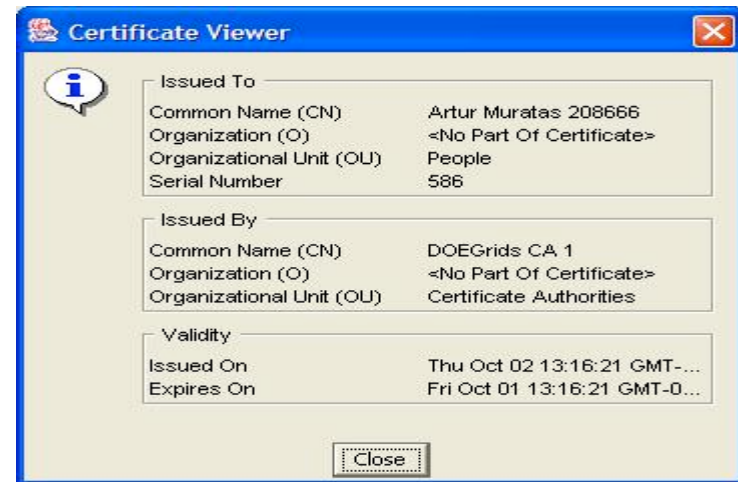 Certificate Viewer
Issued To
Common Name (CN) Artur Muratas 208666
Organization (O) <No Part Of Certificate>
Organizational Unit (OU) People
Serial Number 586
Issued By
Common Name (CN) DOEGrids CA 1
Organization (O) <No Part Of Certificate>
Organizational Unit (OU) Certificate Authorities
Validity
Issued On Thu Oct 02 13:16:21 GMT-...
Expires On Fri Oct 01 13:16:21 GMT-0...
Close